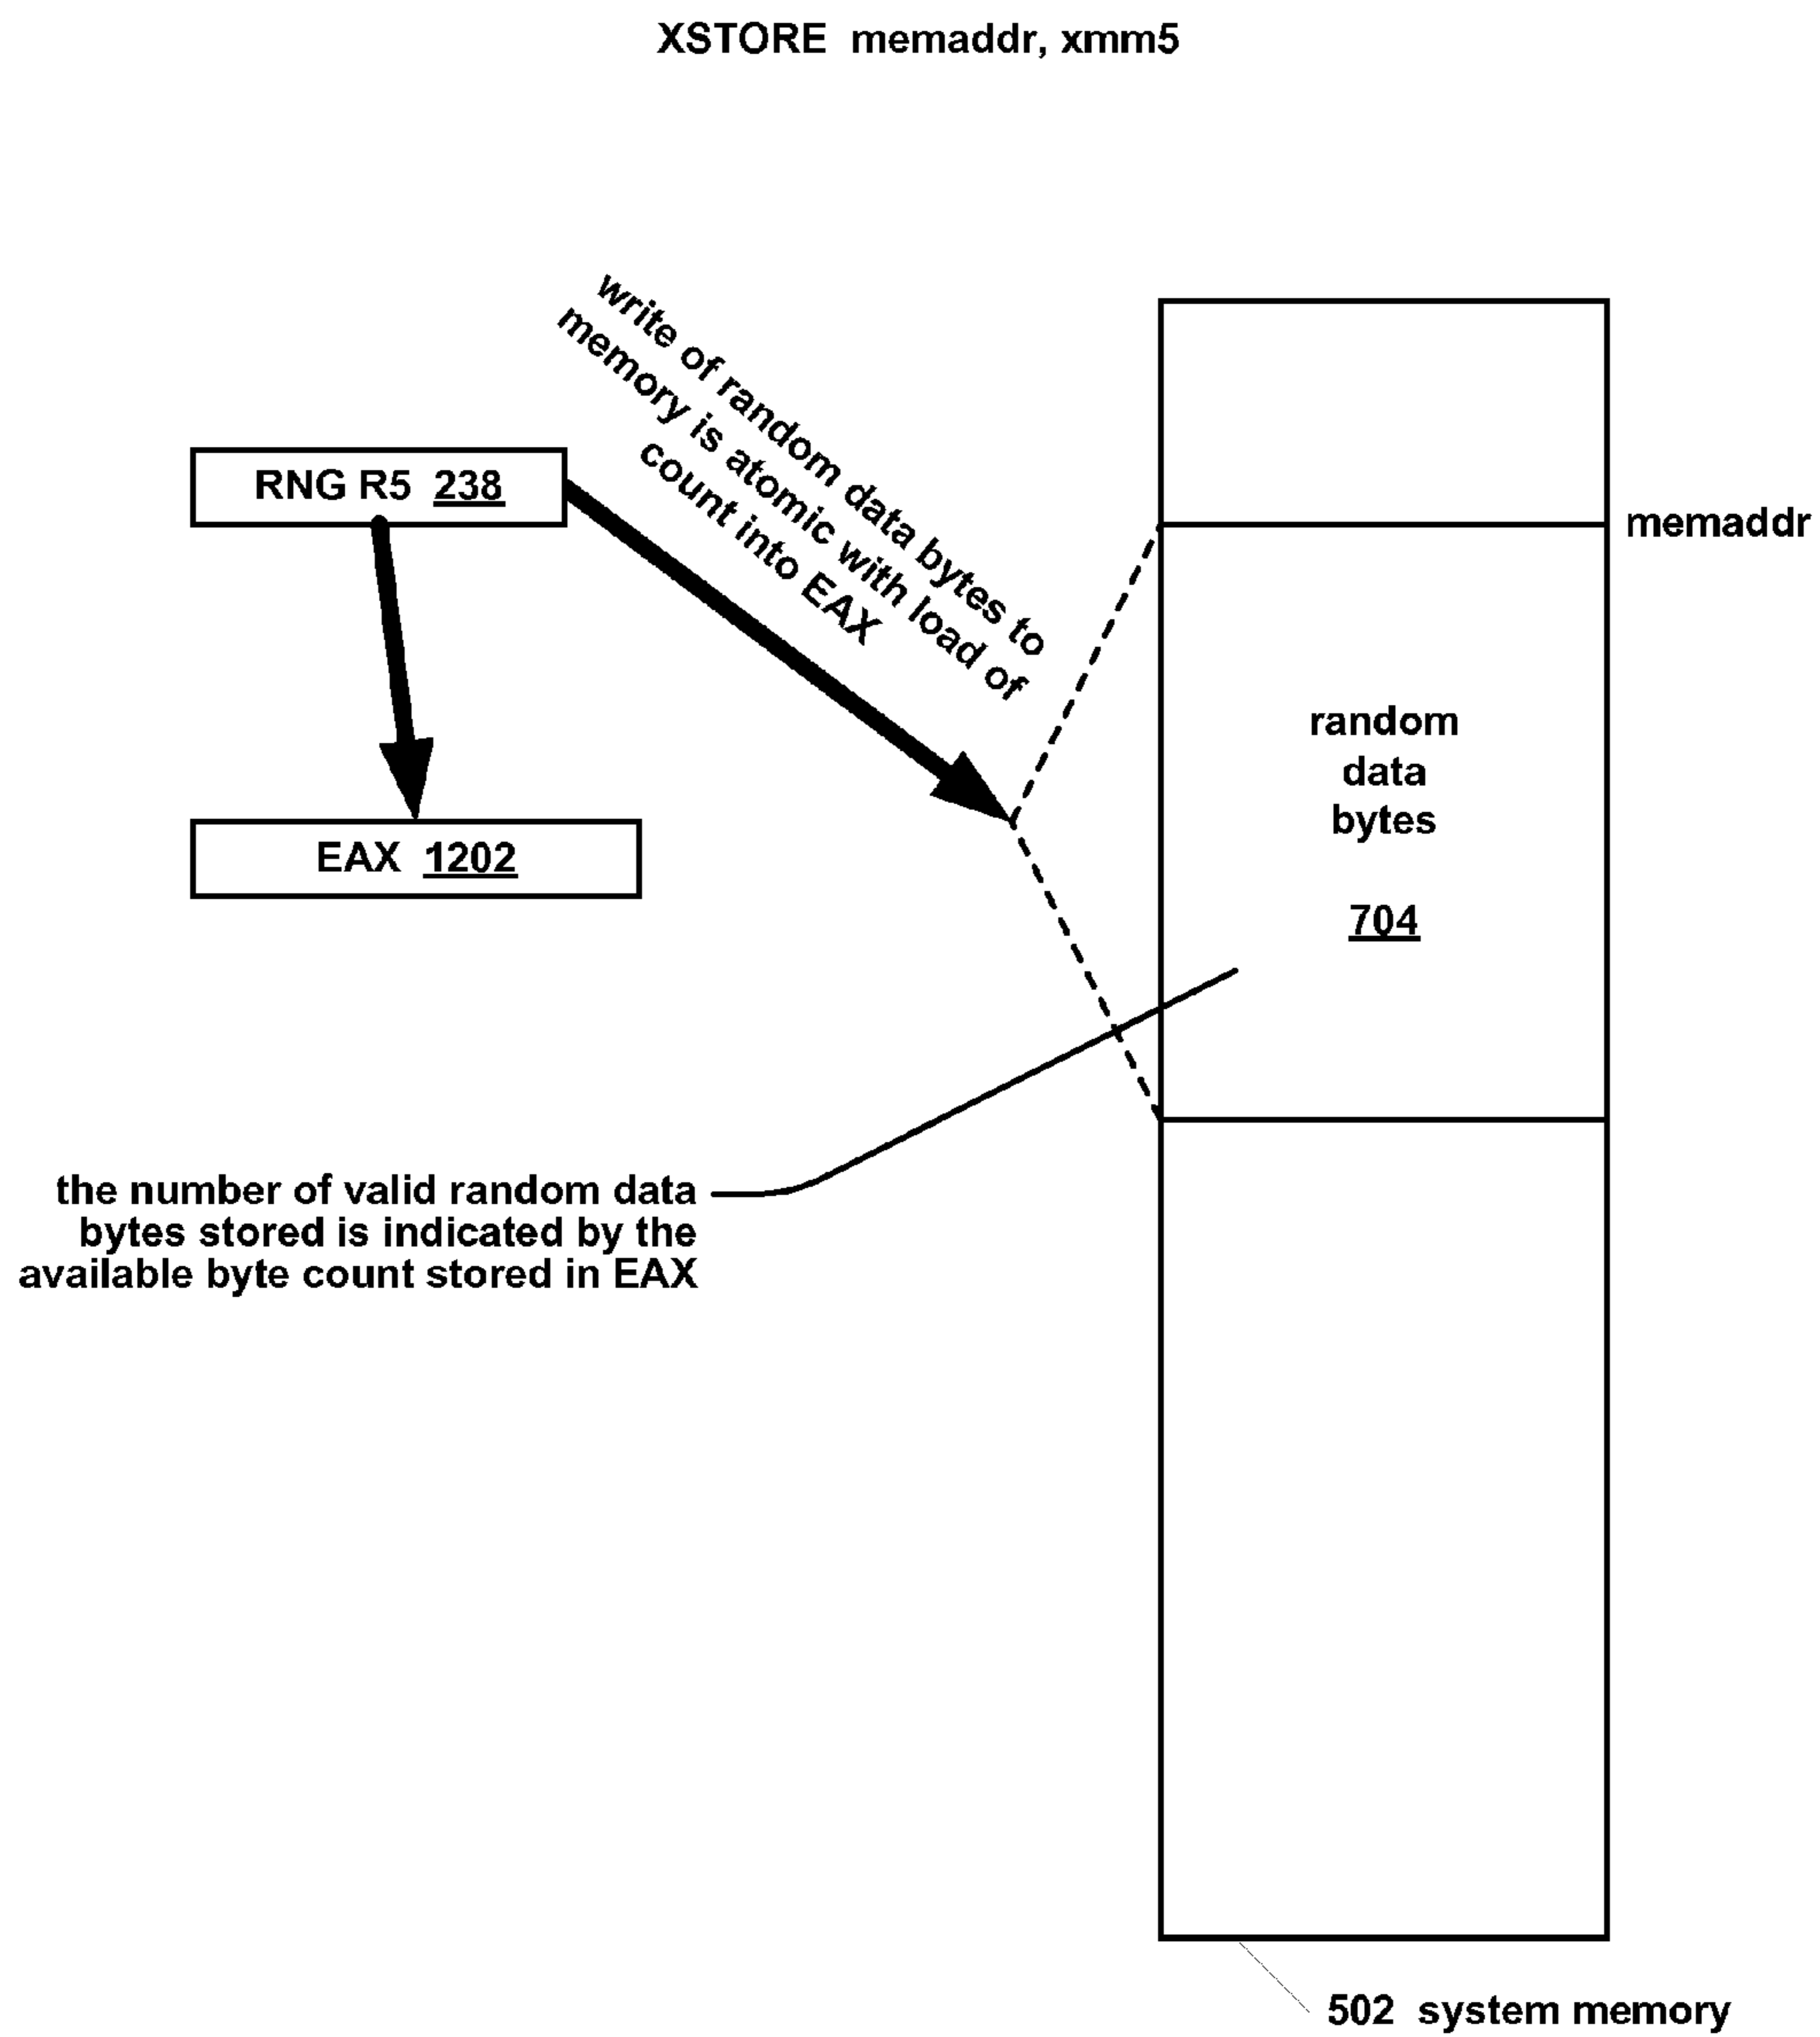 XSTORE memaddr, xmm5
write of random data bytes to
memory is atomic with load of
count into EAX
RNG R5 238
memaddr
random
data
bytes
704
EAX 1202
the number of valid random data
bytes stored is indicated by the
available byte count stored in EAX
502 system memory